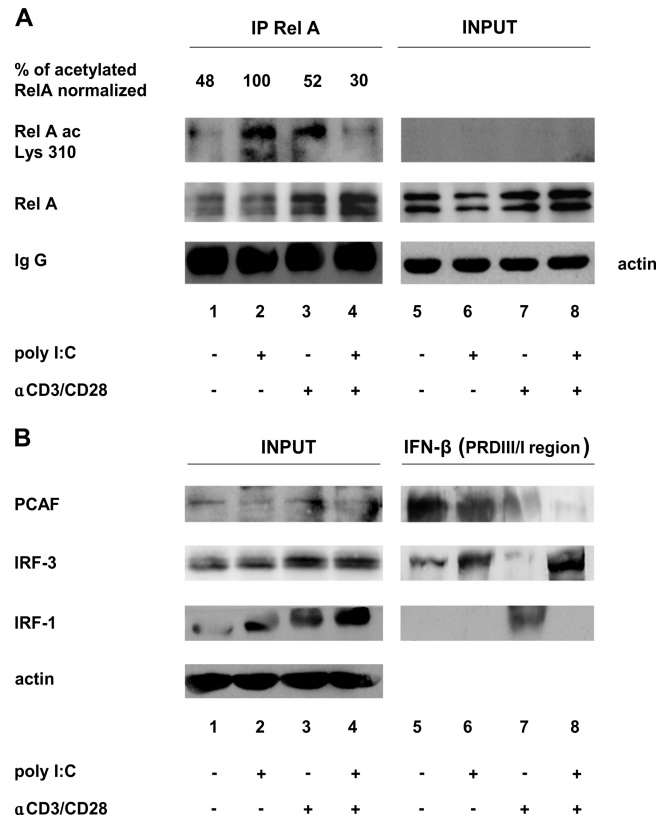 A
IP Rel A INPUT
% of acetylated
RelA normalized
48 100 52 30
Rel A ac
Lys 310
Rel A
Ig G actin
1 2 3 4 5 6 7 8
poly I:C - + - + - + - +
αCD3/CD28 - - + + - - + +
B
INPUT IFN-β (PRDIII/I region)
PCAF
IRF-3
IRF-1
actin
1 2 3 4 5 6 7 8
poly I:C - + - + - + - +
αCD3/CD28 - - + + - - + +